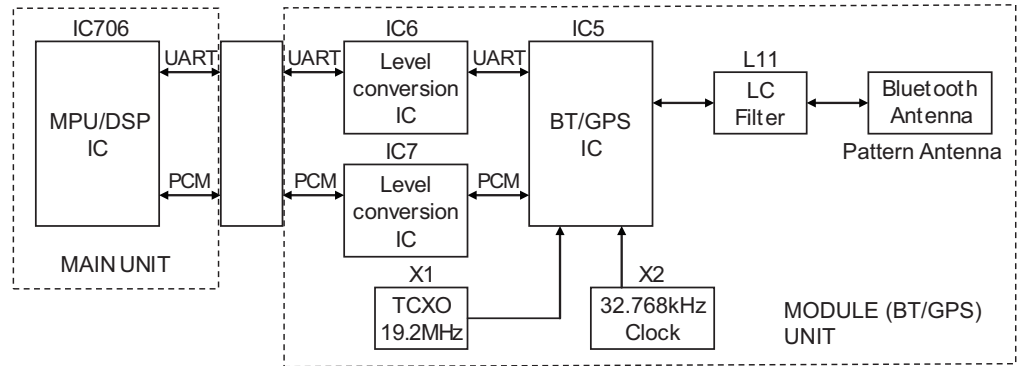 IC706
IC6
IC5
UART
UART
Level
conversion
IC
UART
L11
LC
Filter
Bluetooth
Antenna
MPU/DSP
IC
BT/GPS
IC
Pattern Antenna
IC7
PCM
PCM
Level
conversion
IC
PCM
MAIN UNIT
X1
TCXO
19.2MHz
X2
32.768kHz
Clock
MODULE (BT/GPS)
UNIT